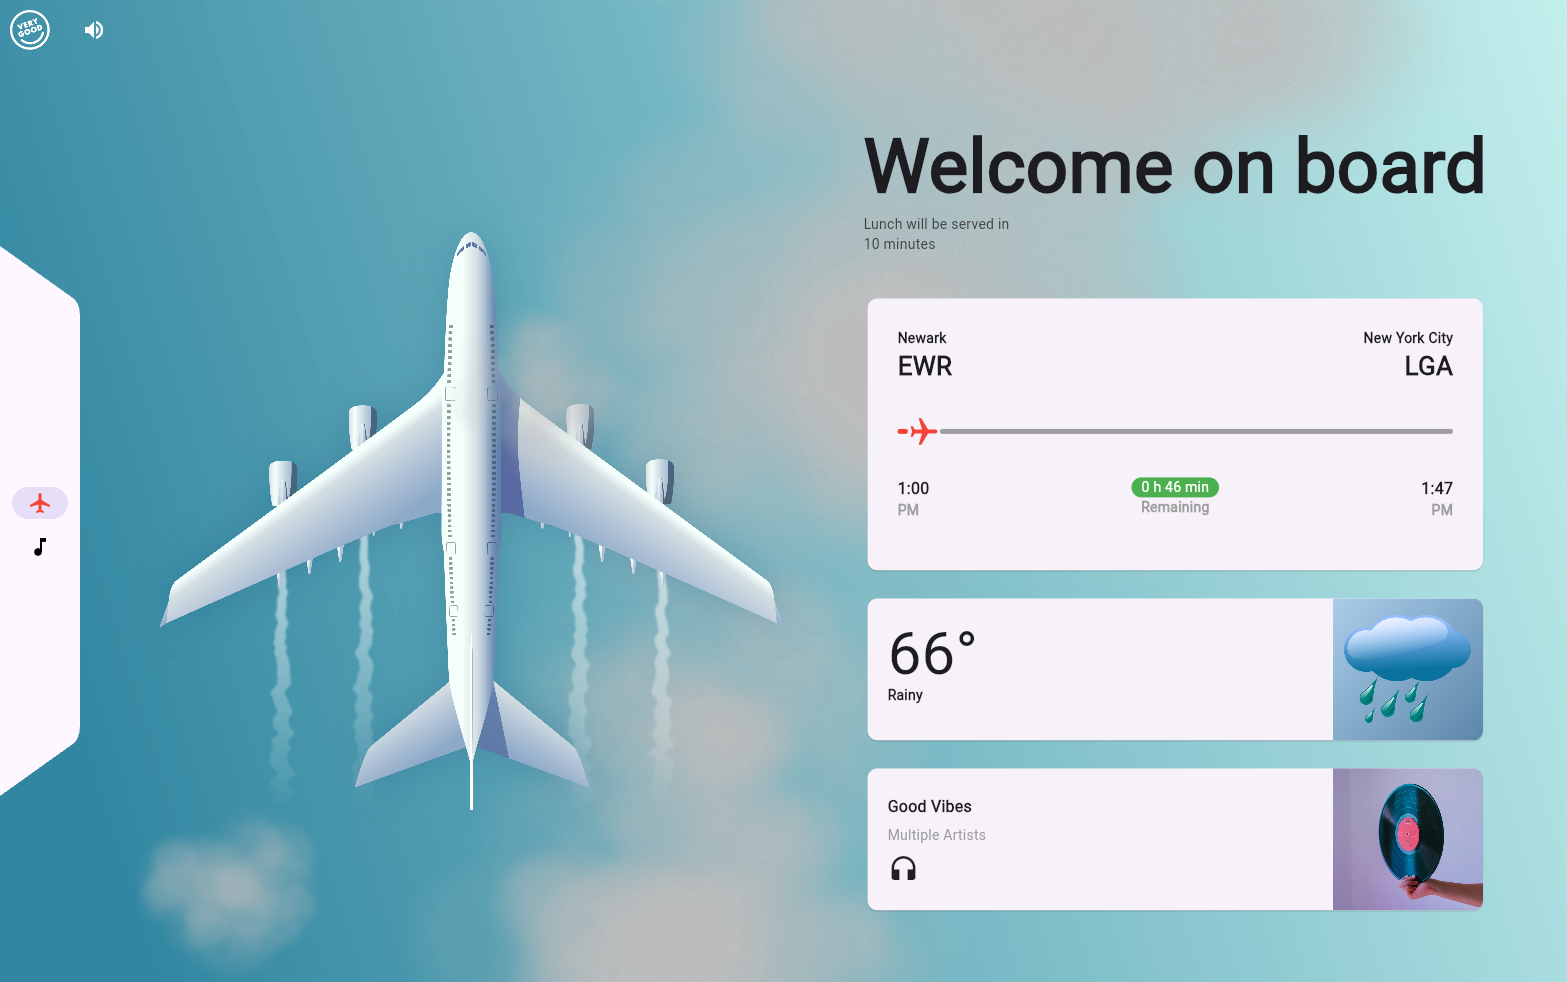 VERY
GOOD
Welcome on board
Lunch will be served in
10 minutes
Newark
EWR
New York City
LGA
1:00
PM
0 h 46 min
Remaining
1:47
PM
66°
Rainy
Good Vibes
Multiple Artists